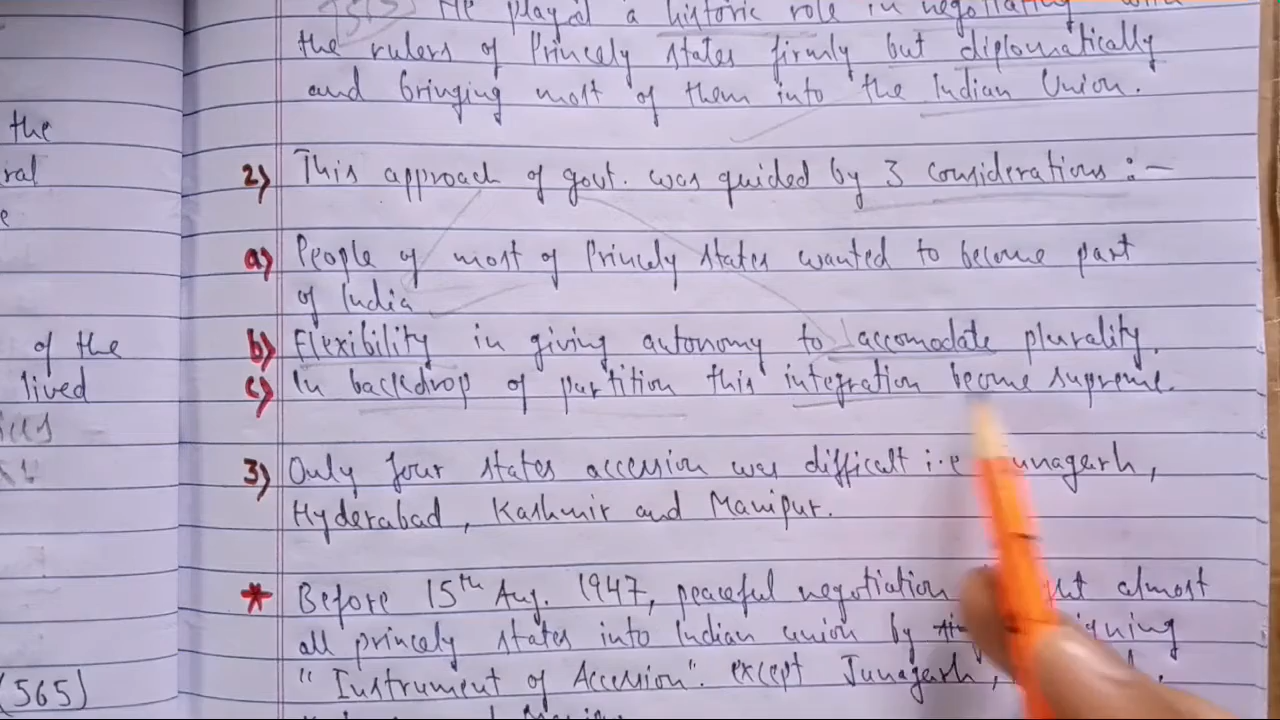 He played a historic role in negotiating with
the rulers of Princely states firmly but diplomatically
and bringing most of them into the Indian Union.
2) This approach of govt. was guided by 3 considerations :-
a) People of most of Princely states wanted to become part
of India
b) Flexibility in giving autonomy to accomodate plurality.
c) In backdrop of partition this integration become supreme.
3) Only four states accession was difficalt i.e unagarh,
Hyderabad, Kashmir and Manipur.
* Before 15th Aug. 1947, peaceful negotiation almost
all princely states into Indian union by
"Instrument of Accession". except Junagarh,
the
ral
e
of the
lived
(565)